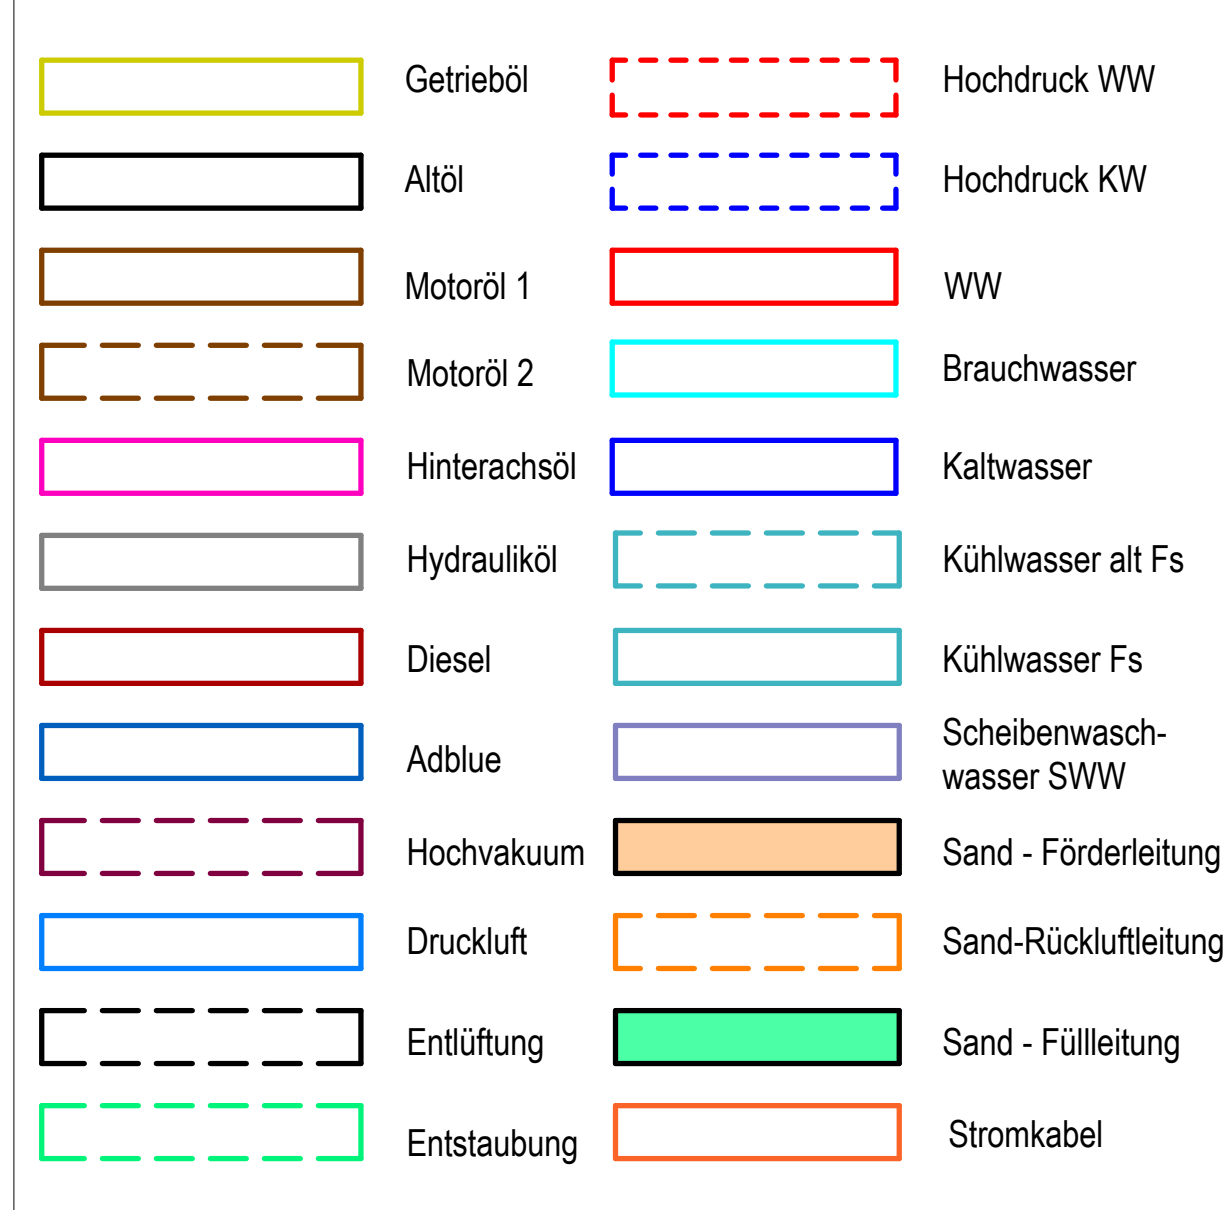 Getrieböl
Altöl
Motoröl 1
Motoröl 2
Hinterachsöl
Hydrauliköl
Diesel
Adblue
Hochvakuum
Druckluft
Entlüftung
Entstaubung
Hochdruck WW
Hochdruck KW
WW
Brauchwasser
Kaltwasser
Kühlwasser alt Fs
Kühlwasser Fs
Scheibenwasch-
wasser SWW
Sand - Förderleitung
Sand-Rückluftleitung
Sand - Füllleitung
Stromkabel